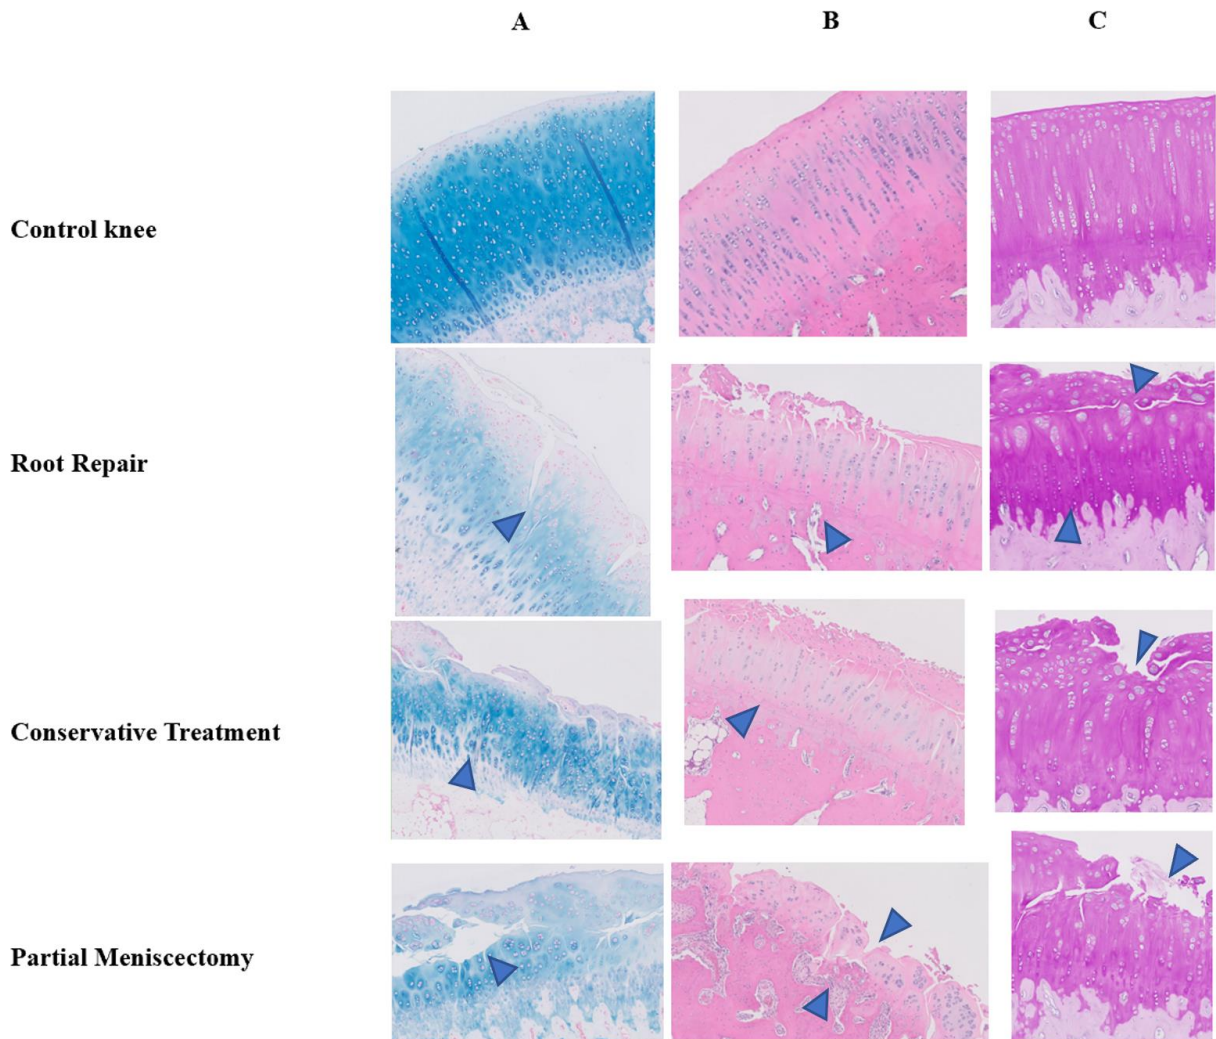 A B C
Control knee
Root Repair
Conservative Treatment
Partial Meniscectomy